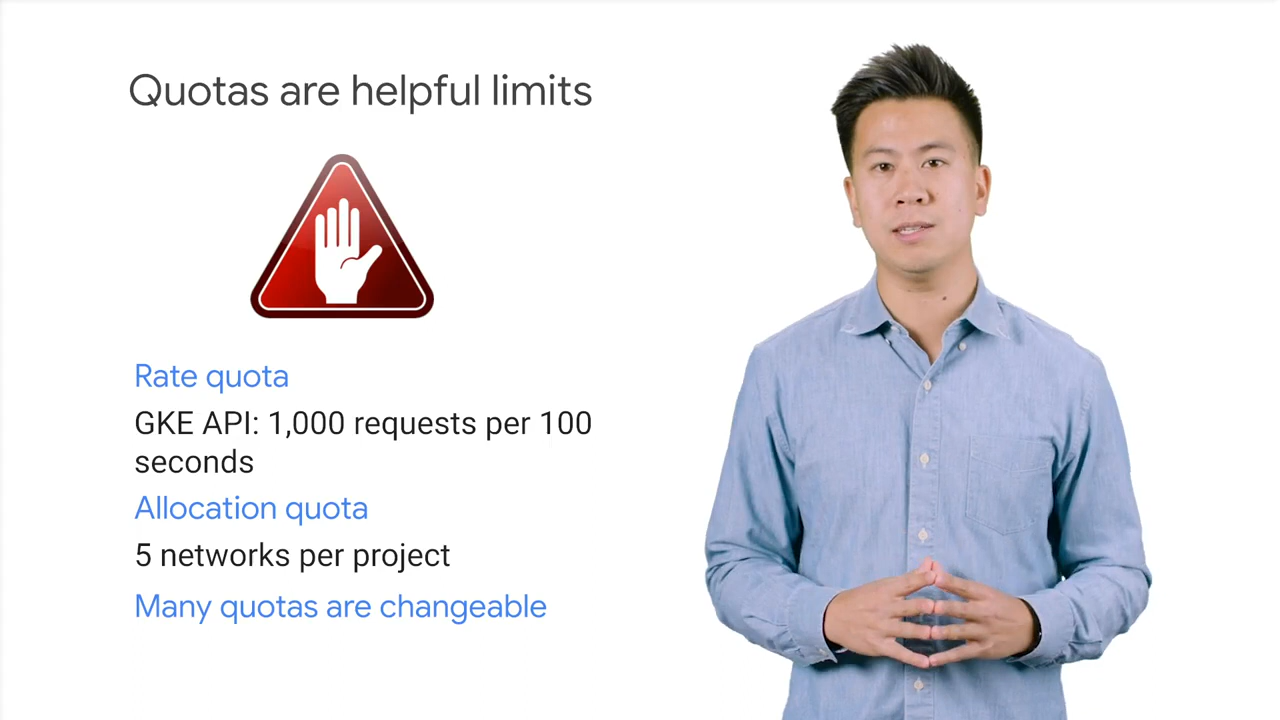 Quotas are helpful limits
Rate quota
GKE API: 1,000 requests per 100
seconds
Allocation quota
5 networks per project
Many quotas are changeable